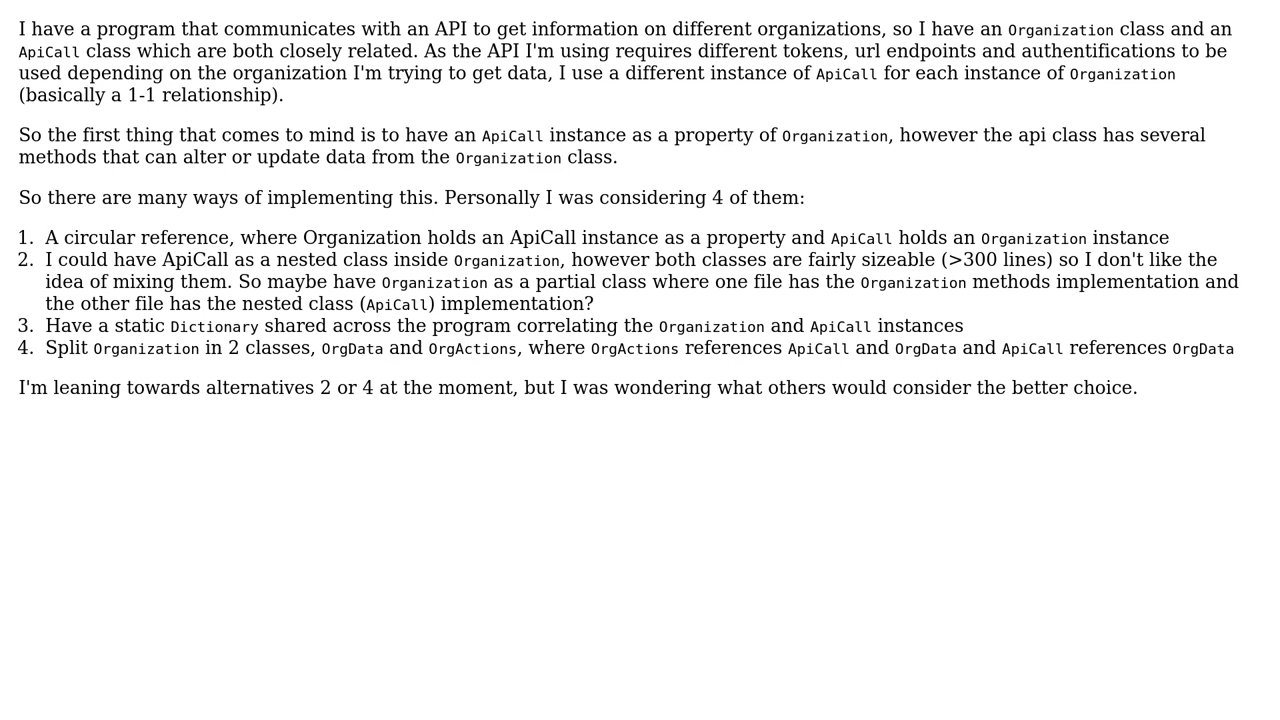 I have a program that communicates with an API to get information on different organizations, so I have an Organization class and an
ApiCall class which are both closely related. As the API I'm using requires different tokens, url endpoints and authentifications to be
used depending on the organization I'm trying to get data, I use a different instance of ApiCall for each instance of Organization
(basically a 1-1 relationship).
So the first thing that comes to mind is to have an ApiCall instance as a property of Organization, however the api class has several
methods that can alter or update data from the Organization class.
So there are many ways of implementing this. Personally I was considering 4 of them:
1. A circular reference, where Organization holds an ApiCall instance as a property and ApiCall holds an Organization instance
2. I could have ApiCall as a nested class inside Organization, however both classes are fairly sizeable (>300 lines) so I don't like the
idea of mixing them. So maybe have Organization as a partial class where one file has the Organization methods implementation and
the other file has the nested class (ApiCall) implementation?
3. Have a static Dictionary shared across the program correlating the Organization and ApiCall instances
4. Split Organization in 2 classes, OrgData and OrgActions, where OrgActions references ApiCall and OrgData and ApiCall references OrgData
I'm leaning towards alternatives 2 or 4 at the moment, but I was wondering what others would consider the better choice.